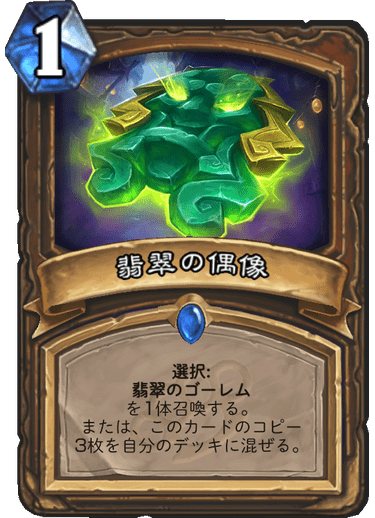 1
翡翠の偶像
選択:
翡翠のゴーレム
を1体召喚する。
または、このカードのコピー
3枚を自分のデッキに混ぜる。